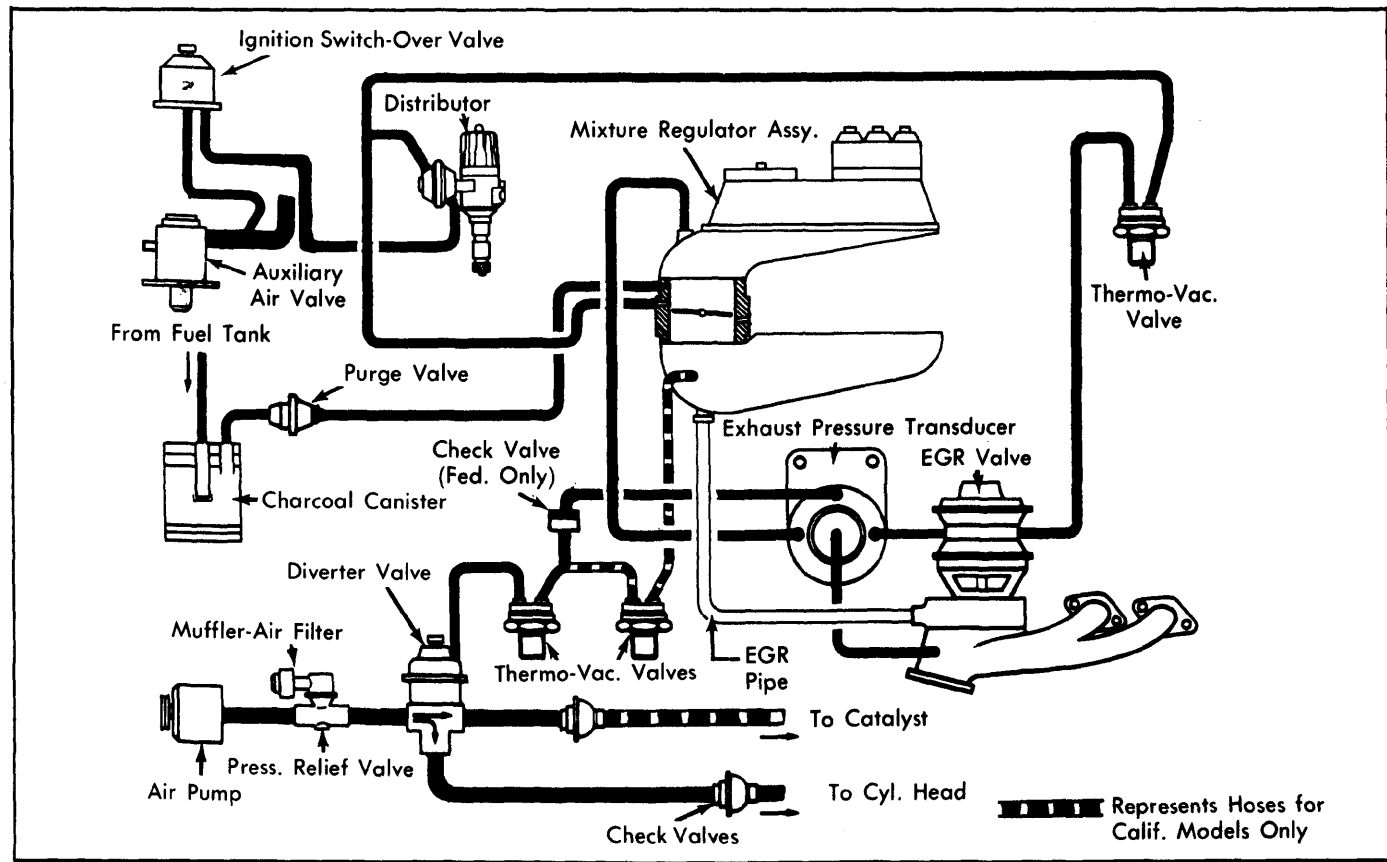 Ignition Switch-Over Valve
Distributor
Mixture Regulator Assy.
Auxiliary
Air Valve
Thermo-Vac.
Valve
From Fuel Tank
Purge Valve
Exhaust Pressure Transducer
EGR Valve
Check Valve
(Fed. Only)
Charcoal Canister
Diverter Valve
Muffler-Air Filter
Thermo-Vac. Valves
EGR
Pipe
To Catalyst
Press. Relief Valve
Air Pump
To Cyl. Head
Check Valves
Represents Hoses for
Calif. Models Only